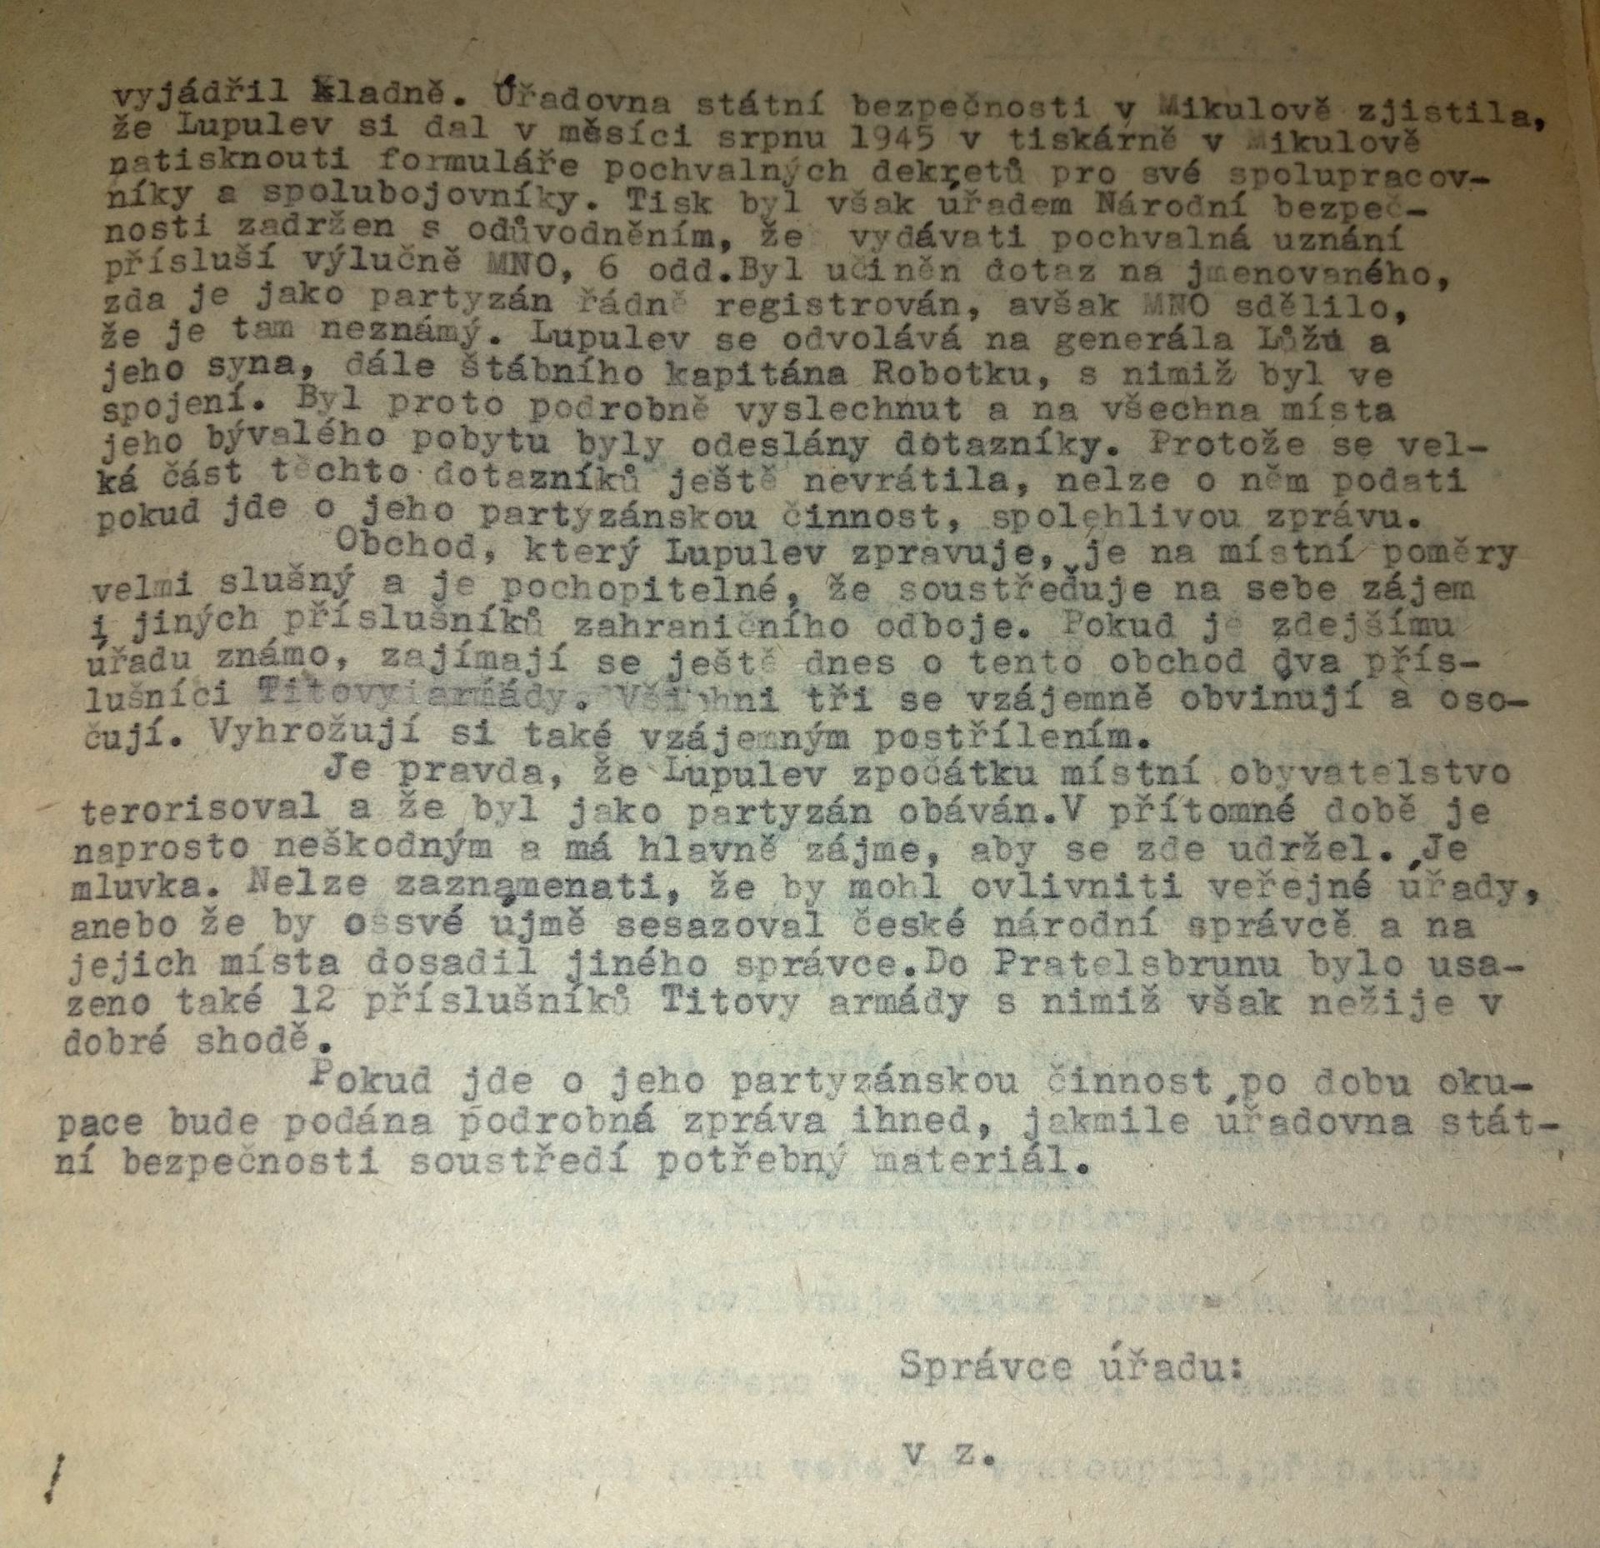 vyjádřil kladně. Úřadovna státní bezpečnosti v Mikulově zjistila,
že Lupulev si dal v měsíci srpnu 1945 v tiskárně v Mikulově
natisknouti formuláře pochvalných dekretů pro své spolupracov-
níky a spolubojovníky. Tisk byl však úřadem Národní bezpeč-
nosti zadržen s odůvodněním, že vydávati pochvalná uznání
přísluší výlučně MNO, 6 odd.Byl učiněn dotaz na jmenovaného,
zda je jako partyzán řádně registrován, avšak MNO sdělilo,
že je tam neznámý. Lupulev se odvolává na generála Lůžu a
jeho syna, dále štábního kapitána Robotku, s nimiž byl ve
spojení. Byl proto podrobně vyslechnut a na všechna místa
jeho bývalého pobytu byly odeslány dotazníky. Protože se vel-
ká část těchto dotazníků ještě nevrátila, nelze o něm podati
pokud jde o jeho partyzánskou činnost, spolehlivou zprávu.
Obchod, který Lupulev zpravuje, je na místní poměry
velmi slušný a je pochopitelné, že soustřeďuje na sebe zájem
i jiných příslušníků zahraničního odboje. Pokud je zdejšímu
úřadu známo, zajímají se ještě dnes o tento obchod dva přís-
lušníci Titovy armády. Všichni tři se vzájemně obvinují a oso-
čují. Vyhrožují si také vzájemným postřílením.
Je pravda, že Lupulev zpočátku místní obyvatelstvo
terorisoval a že byl jako partyzán obáván.V přítomné době je
naprosto neškodným a má hlavně zájme, aby se zde udržel. Je
mluvka. Nelze zaznamenati, že by mohl ovlivniti veřejné úřady,
anebo že by o své ujmě sesazoval české národní správcě a na
jejich místa dosadil jiného správce.Do Pratelsbrunu bylo usa-
zeno také 12 příslušníků Titovy armády s nimiž však nežije v
dobré shodě.
Pokud jde o jeho partyzánskou činnost po dobu oku-
pace bude podána podrobná zpráva ihned, jakmile úřadovna stát-
ní bezpečnosti soustředí potřebný materiál.
Správce úřadu:
v z.